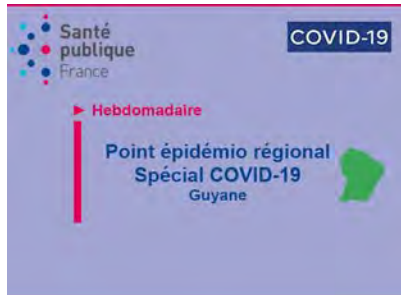 Santé
publique
France
COVID-19
► Hebdomadaire
Point épidémio régional
Spécial COVID-19
Guyane